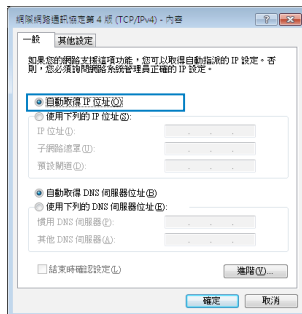 網際網路通訊協定第 4 版 (TCP/IPv4) - 內容
一般 其他設定
如果您的網路支援這項功能,您可以取得自動指派的 IP 設定。否
則,您必須詢問網路系統管理員正確的 IP 設定。
自動取得 IP 位址(O)
使用下列的 IP 位址(S):
IP 位址(I):
子網路遮罩(U):
預設閘道(D):
自動取得 DNS 伺服器位址(B)
使用下列的 DNS 伺服器位址(E):
慣用 DNS 伺服器(P):
其他 DNS 伺服器(A):
結束時確認設定(L)
進階(V)...
確定 取消